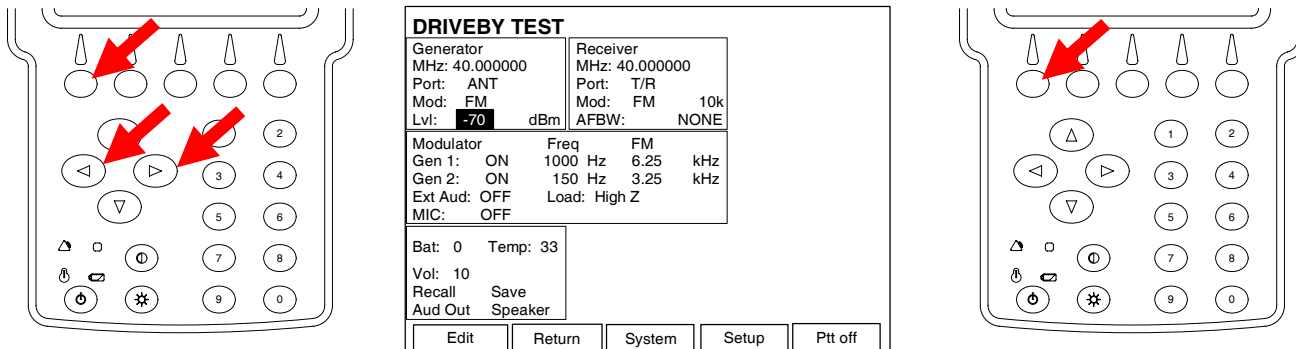 2
3 4
5 6
7 8
9 0
DRIVEBY TEST
Generator
MHz: 40.000000
Port: ANT
Mod: FM
Lvl: -70 dBm
Receiver
MHz: 40.000000
Port: T/R
Mod: FM 10k
AFBW: NONE
Modulator Freq FM
Gen 1: ON 1000 Hz 6.25 kHz
Gen 2: ON 150 Hz 3.25 kHz
Ext Aud: OFF Load: High Z
MIC: OFF
Bat: 0 Temp: 33
Vol: 10
Recall Save
Aud Out Speaker
Edit Return System Setup Ptt off
1 2
3 4
5 6
7 8
9 0